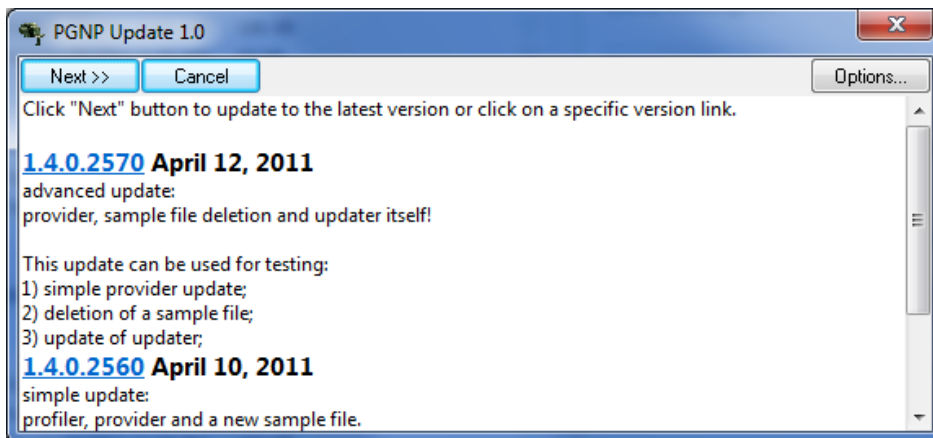 PGNP Update 1.0
Next >> Cancel Options...
Click "Next" button to update to the latest version or click on a specific version link.
1.4.0.2570 April 12, 2011
advanced update:
provider, sample file deletion and updater itself!
This update can be used for testing:
1) simple provider update;
2) deletion of a sample file;
3) update of updater;
1.4.0.2560 April 10, 2011
simple update:
profiler, provider and a new sample file.